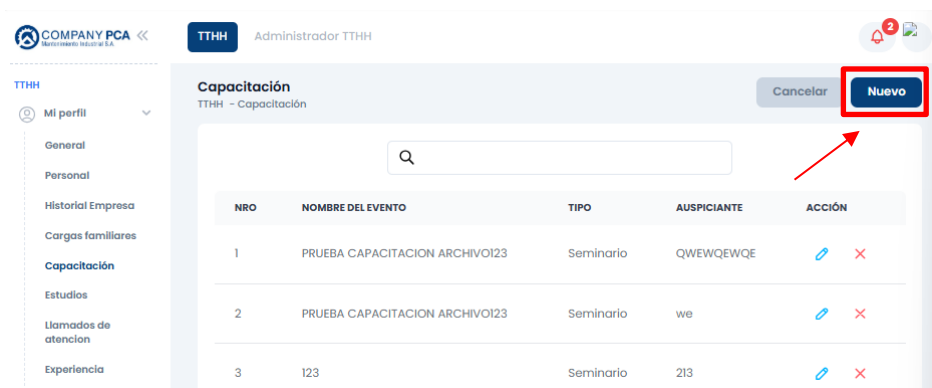 COMPANY PCA
Mantenimiento Industrial S.A.
TTHH
Administrador TTHH
2
TTHH
Mi perfil
General
Personal
Historial Empresa
Cargas familiares
Capacitación
Estudios
Llamados de
atencion
Experiencia
Capacitación
TTHH - Capacitación
Cancelar
Nuevo
NRO NOMBRE DEL EVENTO TIPO AUSPICIANTE ACCIÓN
1 PRUEBA CAPACITACION ARCHIVO123 Seminario QWEWQEWQE
2 PRUEBA CAPACITACION ARCHIVO123 Seminario we
3 123 Seminario 213